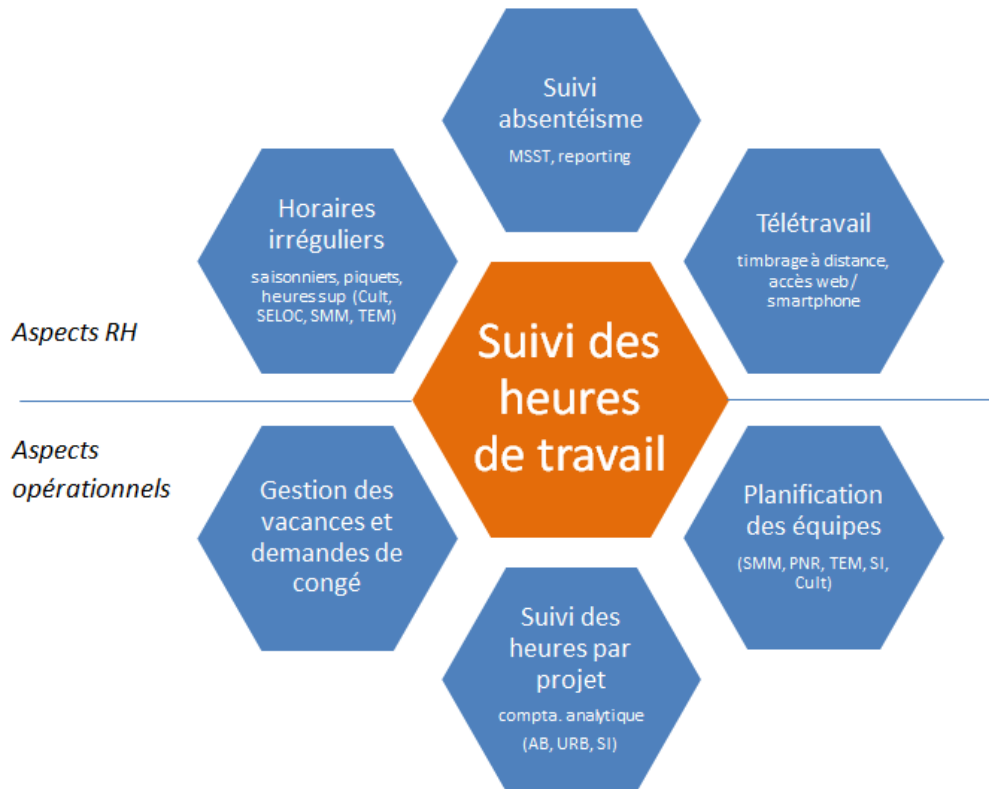 Suivi
absentéisme
MSST, reporting
Horaires
irréguliers
saisonniers, piquets,
heures sup (Cult,
SELOC, SMM, TEM)
Télétravail
timbrage à distance,
accès web/
smartphone
Aspects RH
Suivi des
heures
de travail
Aspects
opérationnels
Gestion des
vacances et
demandes de
congé
Planification
des équipes
(SMM, PNR, TEM, SI,
Cult)
Suivi des
heures par
projet
compta. analytique
(AB, URB, SI)